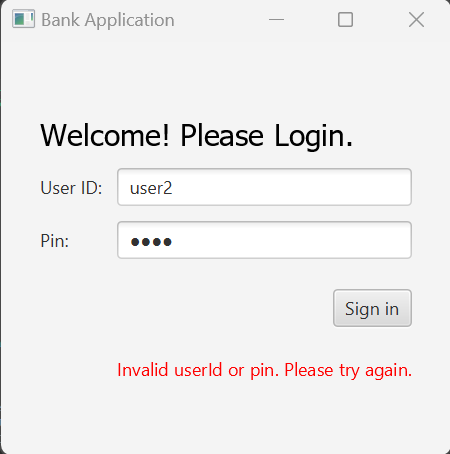 Bank Application
Welcome! Please Login.
User ID: user2
Pin: ●●●●
Sign in
Invalid userId or pin. Please try again.